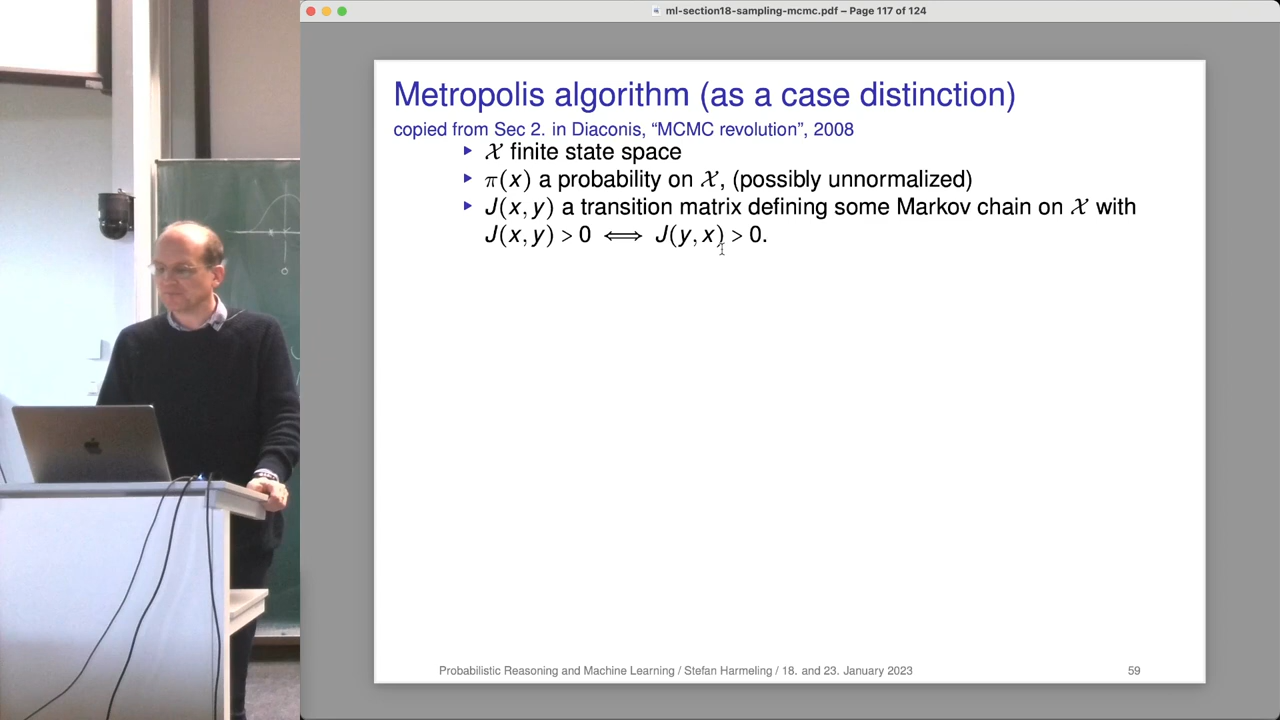 ml-section18-sampling-mcmc.pdf – Page 117 of 124
Metropolis algorithm (as a case distinction)
copied from Sec 2. in Diaconis, “MCMC revolution”, 2008
▸ 𝒳 finite state space
▸ π(x) a probability on 𝒳, (possibly unnormalized)
▸ J(x, y) a transition matrix defining some Markov chain on 𝒳 with
J(x, y) > 0 ⟺ J(y, x) > 0.
Probabilistic Reasoning and Machine Learning / Stefan Harmeling / 18. and 23. January 2023
59